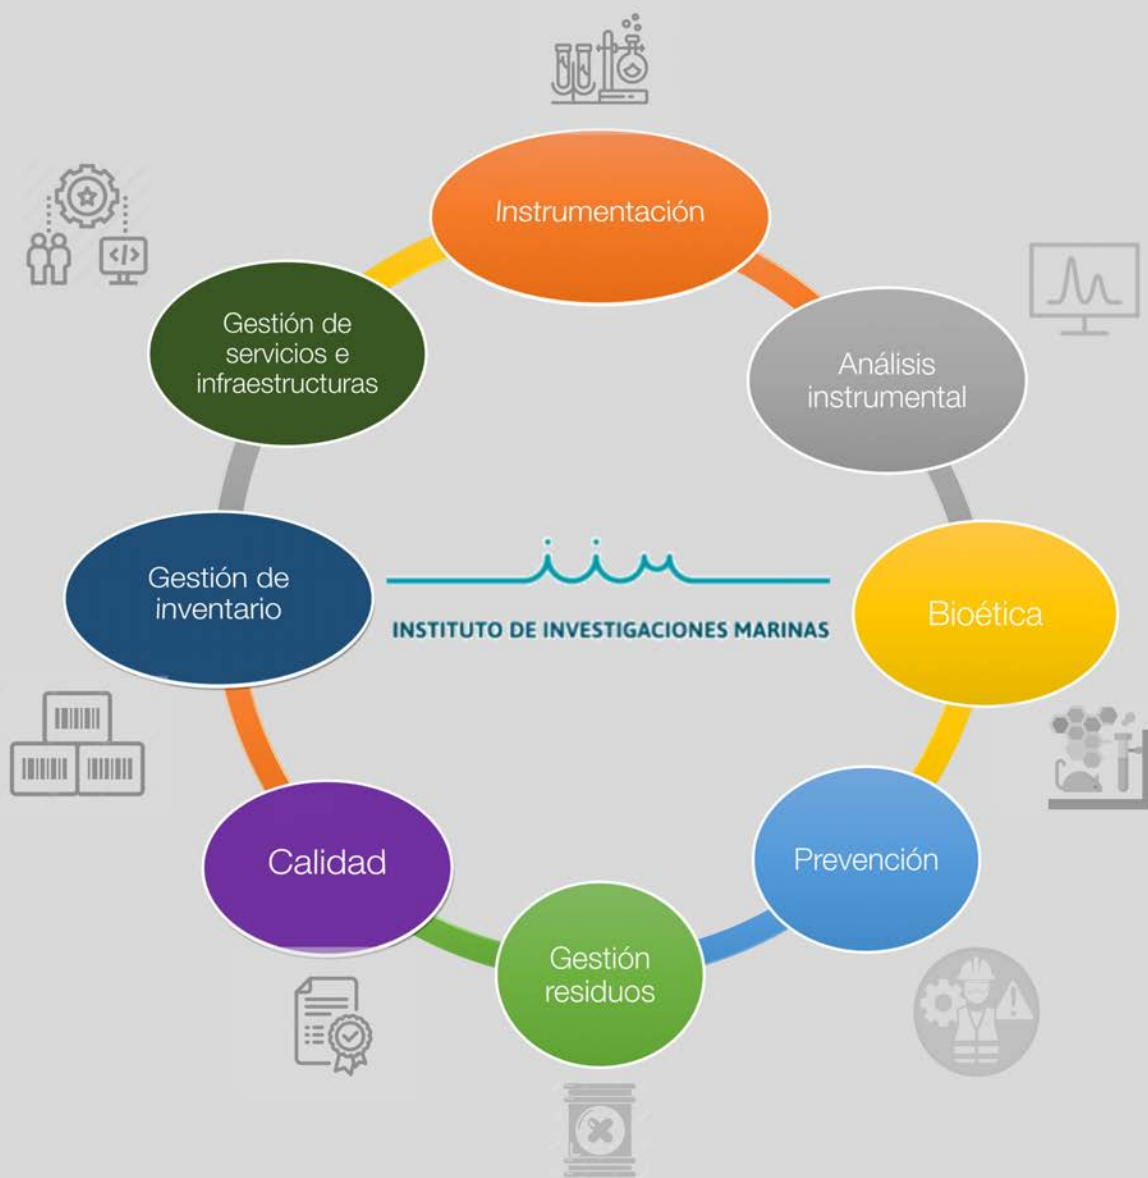 Instrumentación
Gestión de
servicios e
infraestructuras
Análisis
instrumental
Gestión de
inventario
iim
INSTITUTO DE INVESTIGACIONES MARINAS
Bioética
Calidad
Prevención
Gestión
residuos